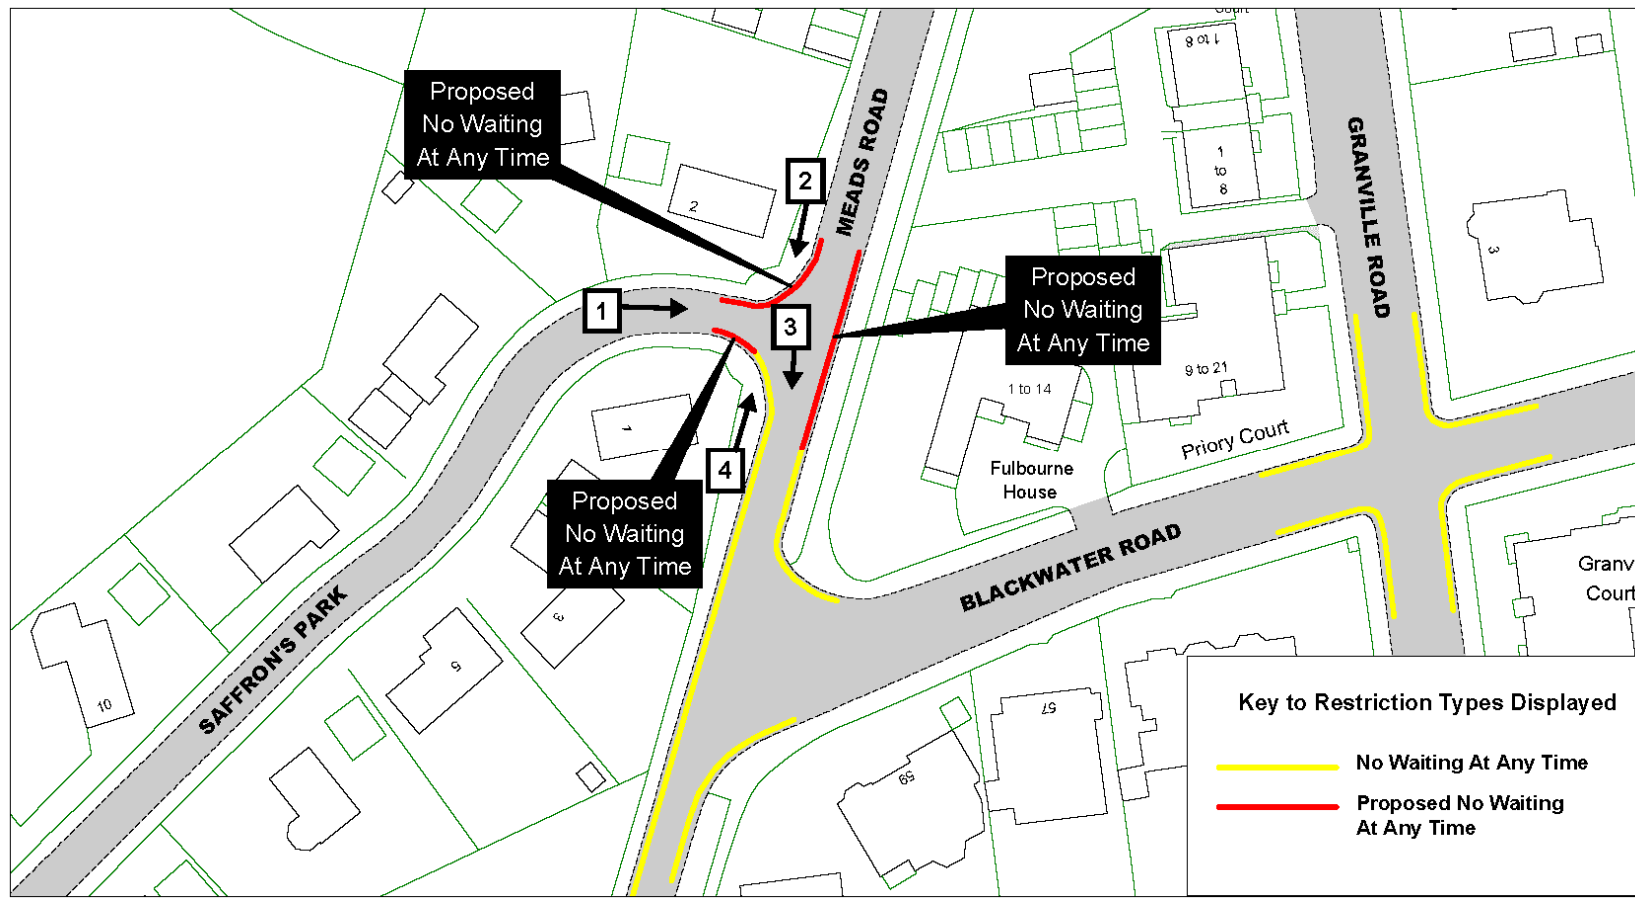 Court
1 to 8
Proposed
No Waiting
At Any Time
MEADS ROAD
GRANVILLE ROAD
1
to
8
2
2
3
Proposed
No Waiting
At Any Time
1
3
9 to 21
1 to 14
Priory Court
1
4
Fulbourne
House
Proposed
No Waiting
At Any Time
BLACKWATER ROAD
Granv
Court
SAFFRON'S PARK
3
5
10
57
59
Key to Restriction Types Displayed
No Waiting At Any Time
Proposed No Waiting
At Any Time